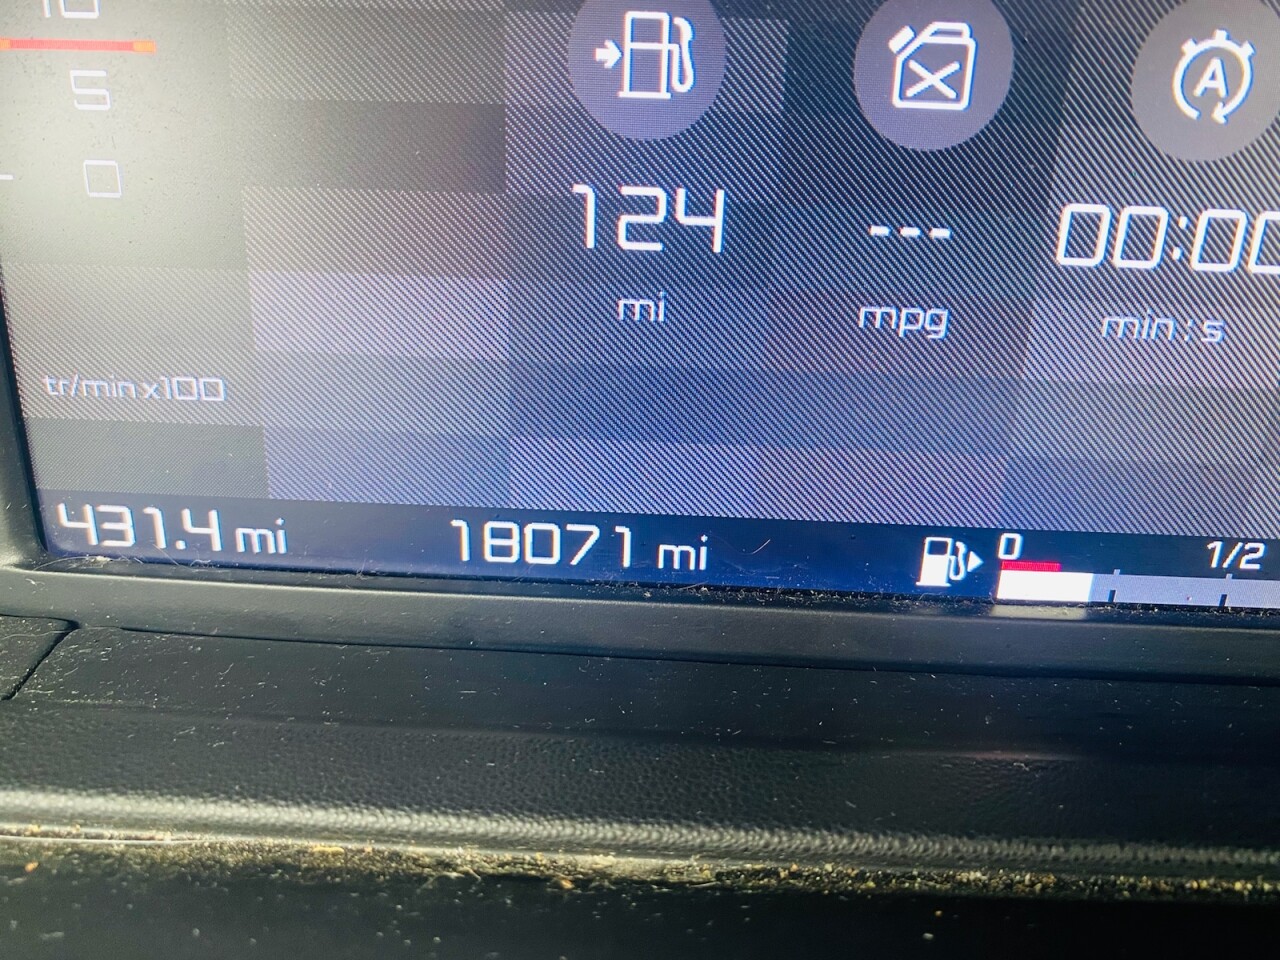 10
5
0
124
mi
---
mpg
00:00
min:s
tr/min x100
A
431.4 mi
18071 mi
0
1/2